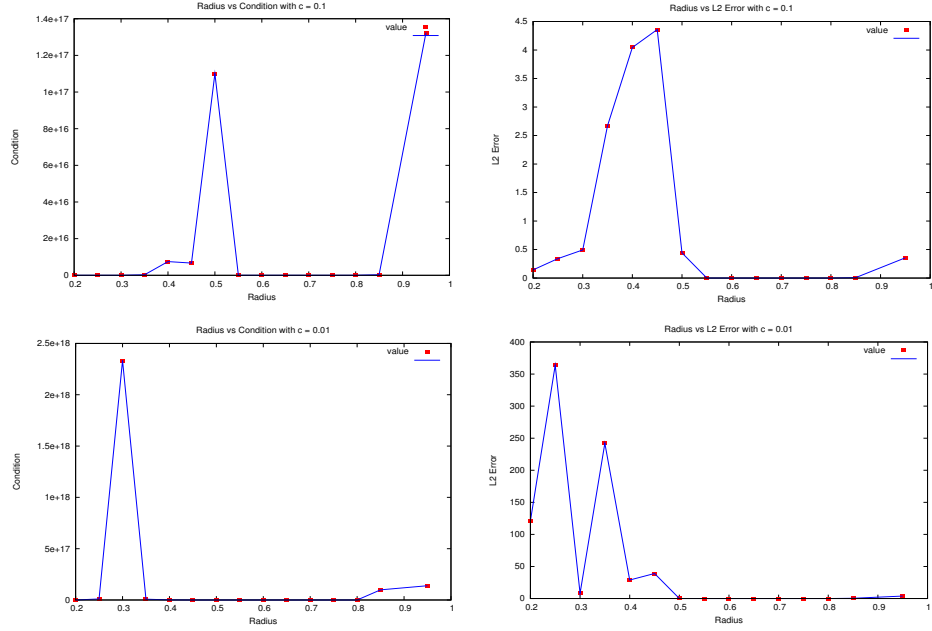 Radius vs Condition with c = 0.1
1.4e+17
1.2e+17
1e+17
8e+16
6e+16
4e+16
2e+16
0
Condition
value
0.2 0.3 0.4 0.5 0.6 0.7 0.8 0.9 1
Radius
Radius vs L2 Error with c = 0.1
4.5
4
3.5
3
2.5
2
1.5
1
0.5
0
L2 Error
value
0.2 0.3 0.4 0.5 0.6 0.7 0.8 0.9 1
Radius
Radius vs Condition with c = 0.01
2.5e+18
2e+18
1.5e+18
1e+18
5e+17
0
Condition
value
0.2 0.3 0.4 0.5 0.6 0.7 0.8 0.9 1
Radius
Radius vs L2 Error with c = 0.01
400
350
300
250
200
150
100
50
0
L2 Error
value
0.2 0.3 0.4 0.5 0.6 0.7 0.8 0.9 1
Radius